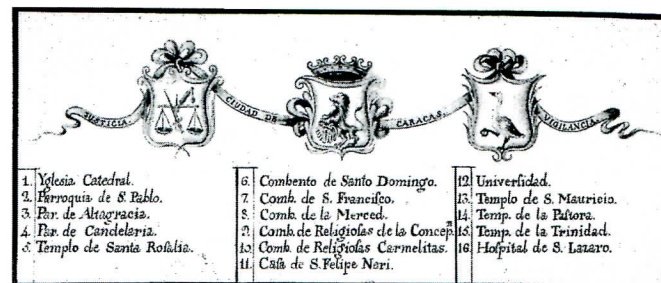 JUSTICIA.
CIUDAD DE
CARACAS.
VIGILANCIA.
1. Yglesia Catedral.
2. Parroquia de S. Pablo.
3. Par. de Altagracia.
4. Par. de Candelaria.
5. Templo de Santa Rosalia.
6. Combento de Santo Domingo.
7. Comb. de S. Francisco.
8. Comb. de la Merced.
9. Comb. de Religiosas de la Concepn.
10. Comb. de Religiosas Carmelitas.
11. Casa de S. Felipe Neri.
12. Universidad.
13. Templo de S. Mauricio.
14. Temp. de la Pastora.
15. Temp. de la Trinidad.
16. Hospital de S. Lazaro.